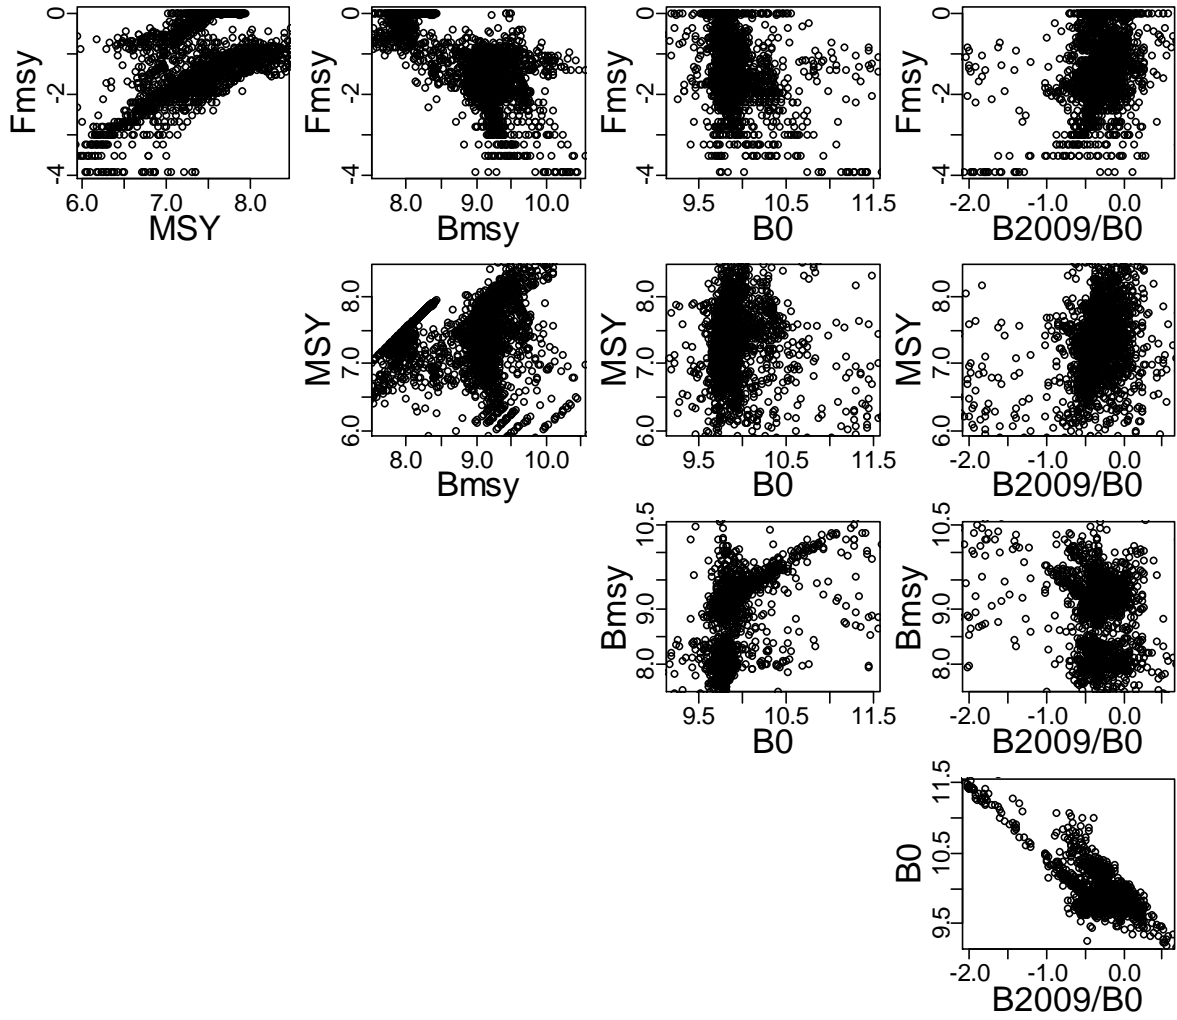 Fmsy 0 -2 -4 6.0 7.0 8.0 MSY
Fmsy 0 -2 -4 8.0 9.0 10.0 Bmsy
Fmsy 0 -2 -4 9.5 10.5 11.5 B0
Fmsy 0 -2 -4 -2.0 -1.0 0.0 B2009/B0
MSY 8.0 7.0 6.0 8.0 9.0 10.0 Bmsy
MSY 8.0 7.0 6.0 9.5 10.5 11.5 B0
MSY 8.0 7.0 6.0 -2.0 -1.0 0.0 B2009/B0
Bmsy 10.5 9.0 8.0 9.5 10.5 11.5 B0
Bmsy 10.5 9.0 8.0 -2.0 -1.0 0.0 B2009/B0
B0 11.5 10.5 9.5 -2.0 -1.0 0.0 B2009/B0